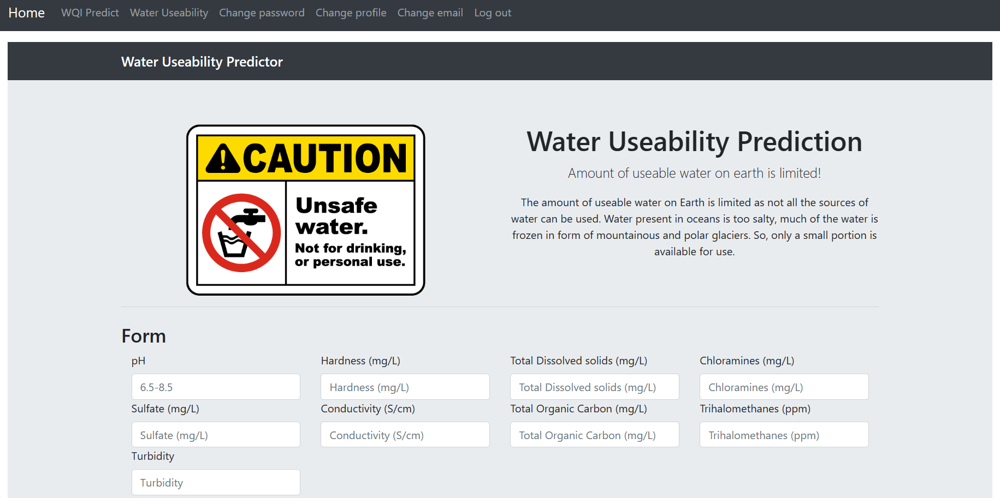 Home WQI Predict Water Useability Change password Change profile Change email Log out
Water Useability Predictor
CAUTION
Unsafe
water.
Not for drinking,
or personal use.
Water Useability Prediction
Amount of useable water on earth is limited!
The amount of useable water on Earth is limited as not all the sources of
water can be used. Water present in oceans is too salty, much of the water is
frozen in form of mountainous and polar glaciers. So, only a small portion is
available for use.
Form
pH Hardness (mg/L) Total Dissolved solids (mg/L) Chloramines (mg/L)
6.5-8.5 Hardness (mg/L) Total Dissolved solids (mg/L) Chloramines (mg/L)
Sulfate (mg/L) Conductivity (S/cm) Total Organic Carbon (mg/L) Trihalomethanes (ppm)
Sulfate (mg/L) Conductivity (S/cm) Total Organic Carbon (mg/L) Trihalomethanes (ppm)
Turbidity
Turbidity